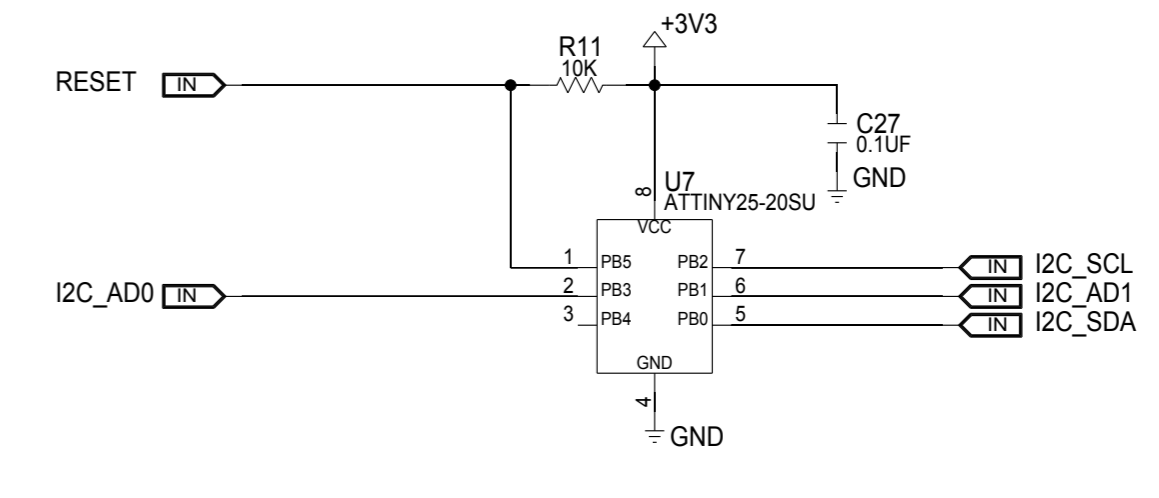 +3V3
R11
10K
RESET IN
C27
0.1UF
GND
8
U7
ATTINY25-20SU
VCC
1 PB5 PB2 7 IN I2C_SCL
I2C_AD0 IN 2 PB3 PB1 6 IN I2C_AD1
3 PB4 PB0 5 IN I2C_SDA
GND
4
GND